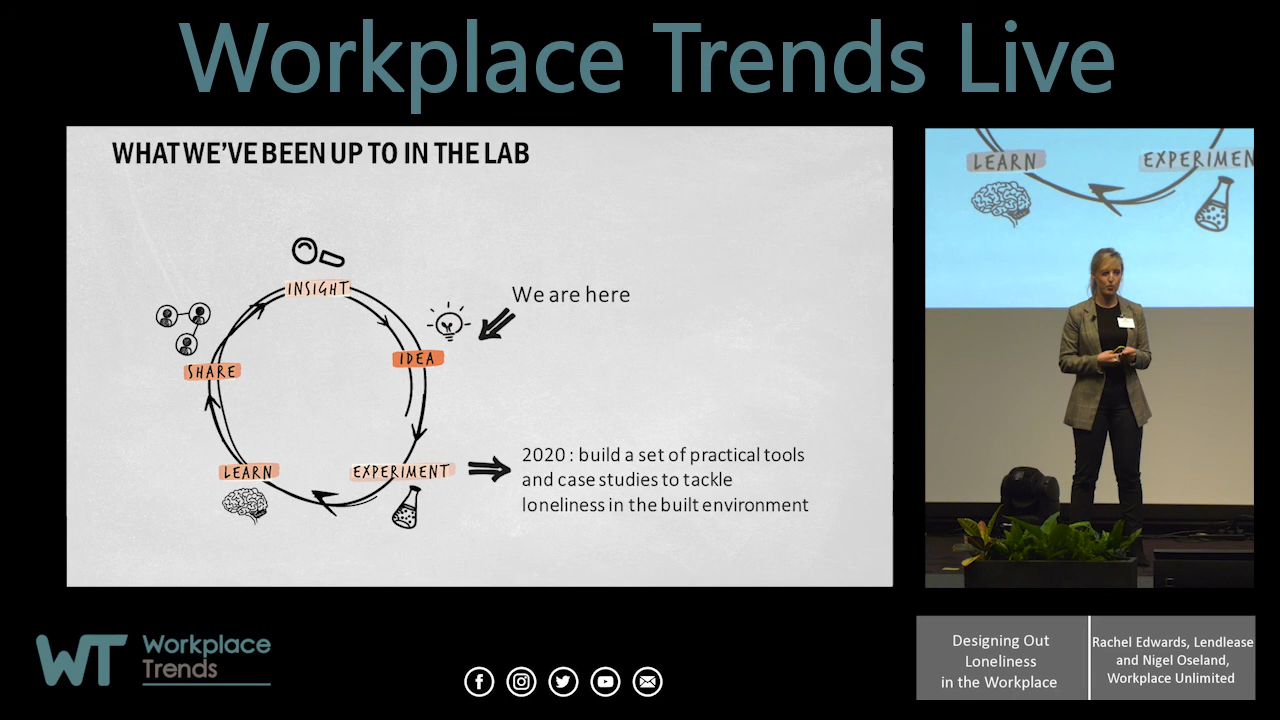 Workplace Trends Live
WHAT WE'VE BEEN UP TO IN THE LAB
INSIGHT
We are here
IDEA
SHARE
LEARN
EXPERIMENT
2020 : build a set of practical tools
and case studies to tackle
loneliness in the built environment
LEARN
EXPERIMEN
WT Workplace
Trends
Designing Out
Loneliness
in the Workplace
Rachel Edwards, Lendlease
and Nigel Oseland,
Workplace Unlimited